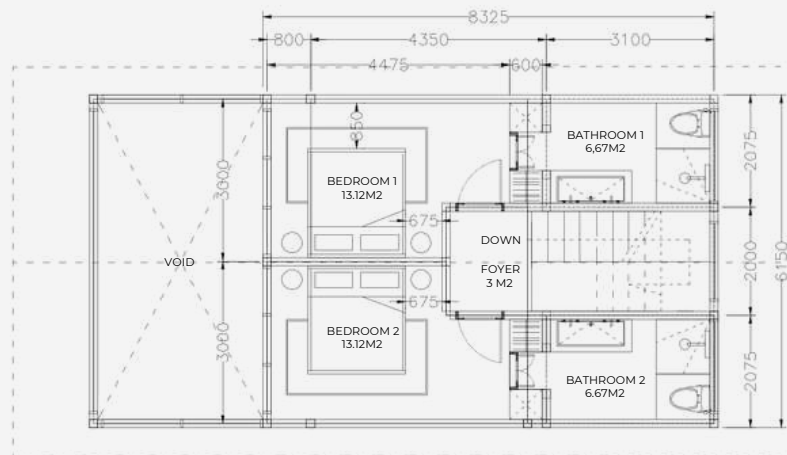 8325
800
4350
3100
4475
600
850
BATHROOM 1
6,67M2
2075
BEDROOM 1
13.12M2
3000
675
DOWN
VOID
FOYER
3 M2
2000
6150
675
3000
BEDROOM 2
13.12M2
BATHROOM 2
6.67M2
2075